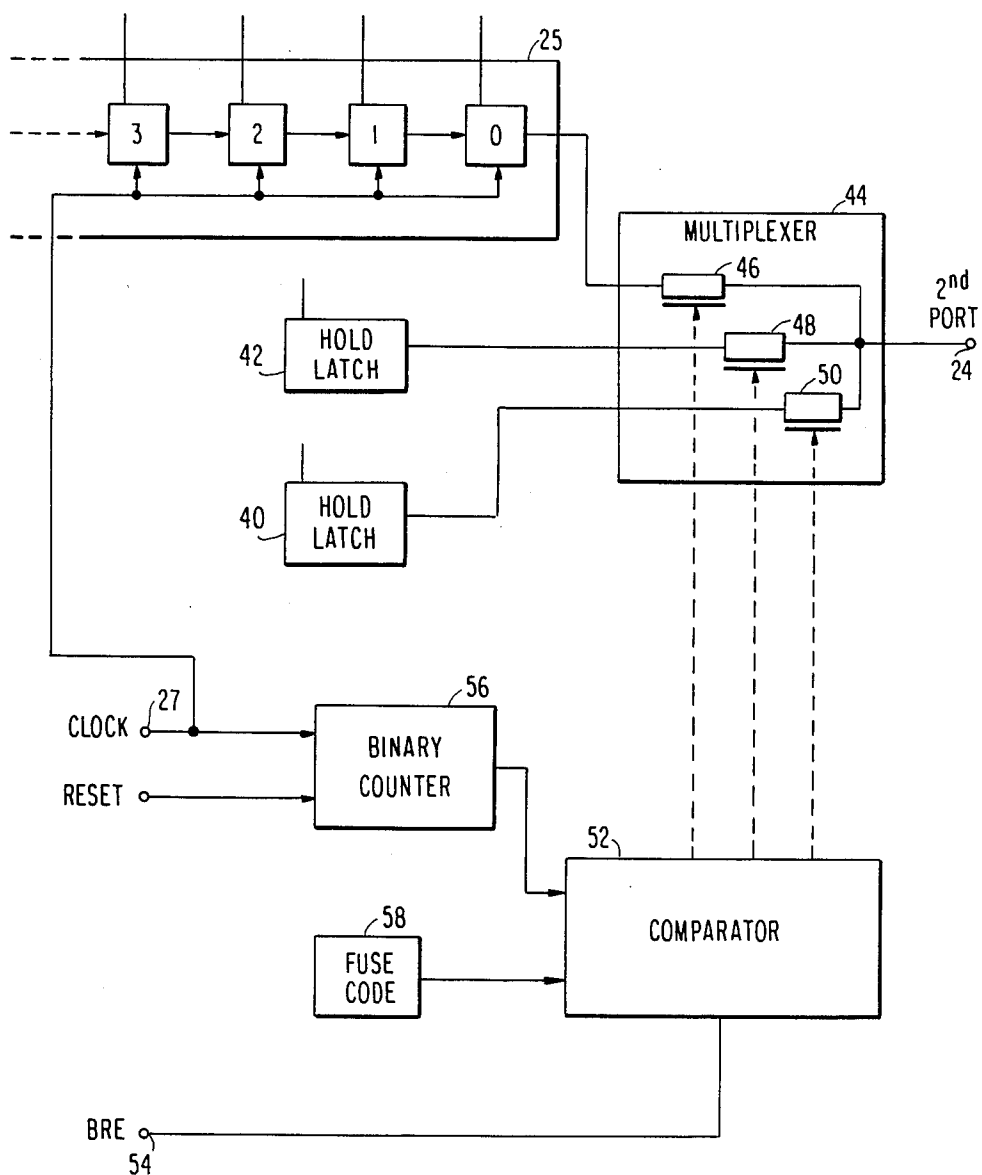 25
3
2
1
0
44
MULTIPLEXER
46
2nd
PORT
48
24
50
HOLD
LATCH
42
HOLD
LATCH
40
CLOCK
27
56
BINARY
COUNTER
RESET
52
COMPARATOR
58
FUSE
CODE
BRE
54